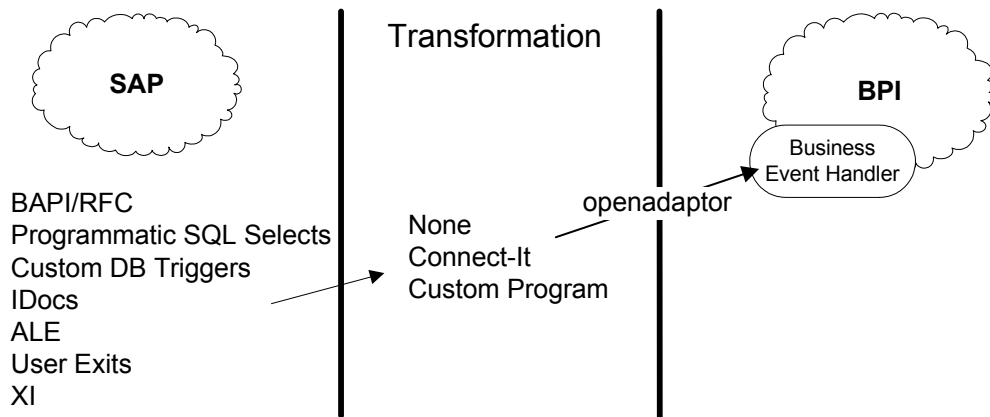 SAP
BAPI/RFC
Programmatic SQL Selects
Custom DB Triggers
IDocs
ALE
User Exits
XI
Transformation
None
Connect-It
Custom Program
openadaptor
BPI
Business
Event Handler